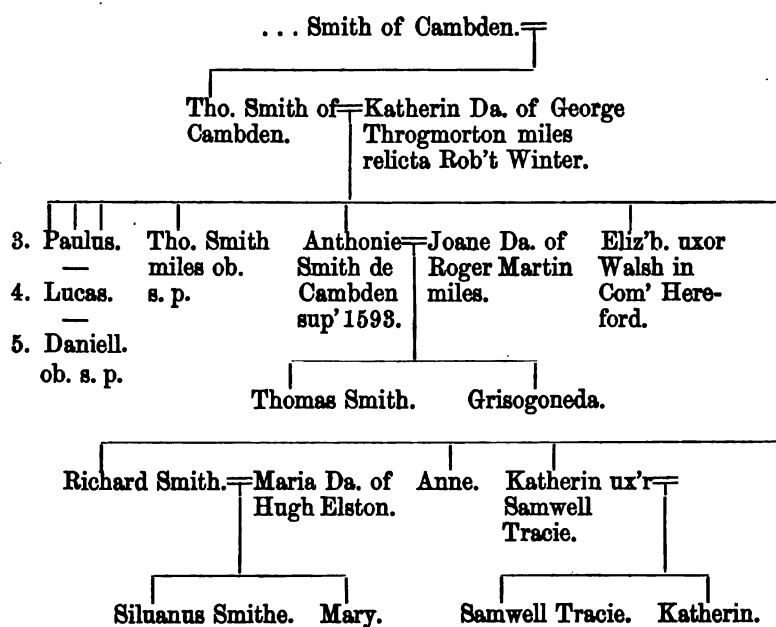 ... Smith of Cambden.
Tho. Smith of Cambden.
Katherin Da. of George
Throgmorton miles
relicta Rob't Winter.
3. Paulus.
4. Lucas.
5. Daniell.
ob. s. p.
Tho. Smith
miles ob.
s. p.
Anthonie
Smith de
Cambden
sup' 1593.
Joane Da. of
Roger Martin
miles.
Eliz'b. uxor
Walsh in
Com' Here-
ford.
Thomas Smith.
Grisogoneda.
Richard Smith.
Maria Da. of
Hugh Elston.
Anne.
Katherin ux'r
Samwell
Tracie.
Siluanus Smithe.
Mary.
Samwell Tracie.
Katherin.